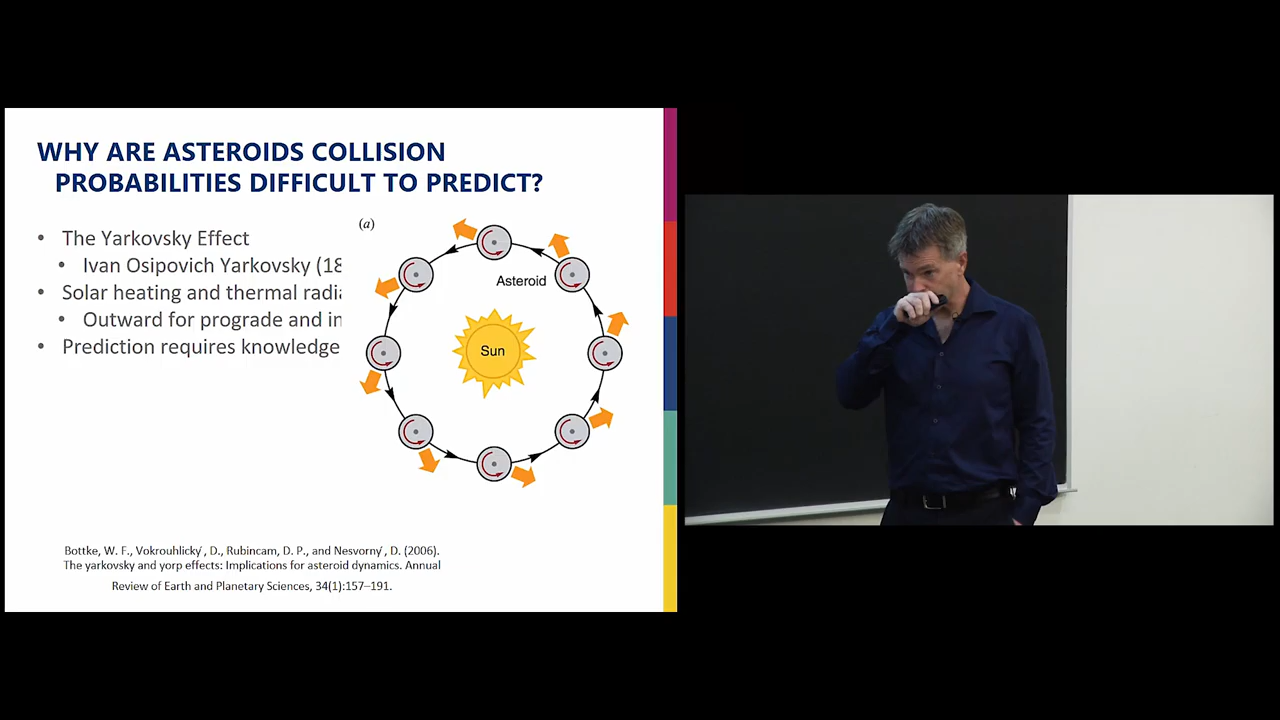 WHY ARE ASTEROIDS COLLISION
PROBABILITIES DIFFICULT TO PREDICT?
• The Yarkovsky Effect
• Ivan Osipovich Yarkovsky (18
• Solar heating and thermal radi
• Outward for prograde and in
• Prediction requires knowledge
(a)
Asteroid
Sun
Bottke, W. F., Vokrouhlický, D., Rubincam, D. P., and Nesvorný, D. (2006).
The yarkovsky and yorp effects: Implications for asteroid dynamics. Annual
Review of Earth and Planetary Sciences, 34(1):157–191.